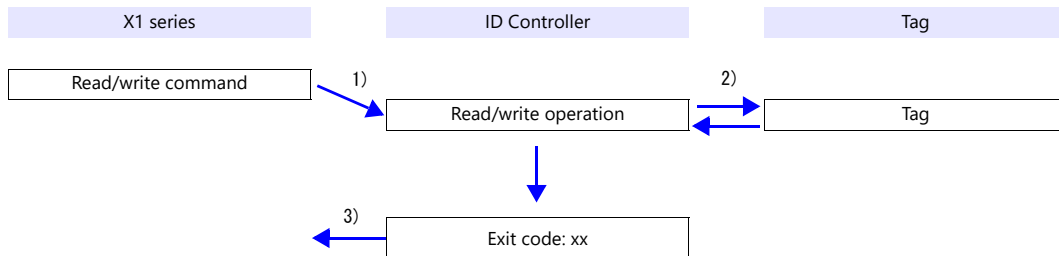 X1 series
ID Controller
Tag
Read/write command
1)
2)
Read/write operation
Tag
3)
Exit code: xx